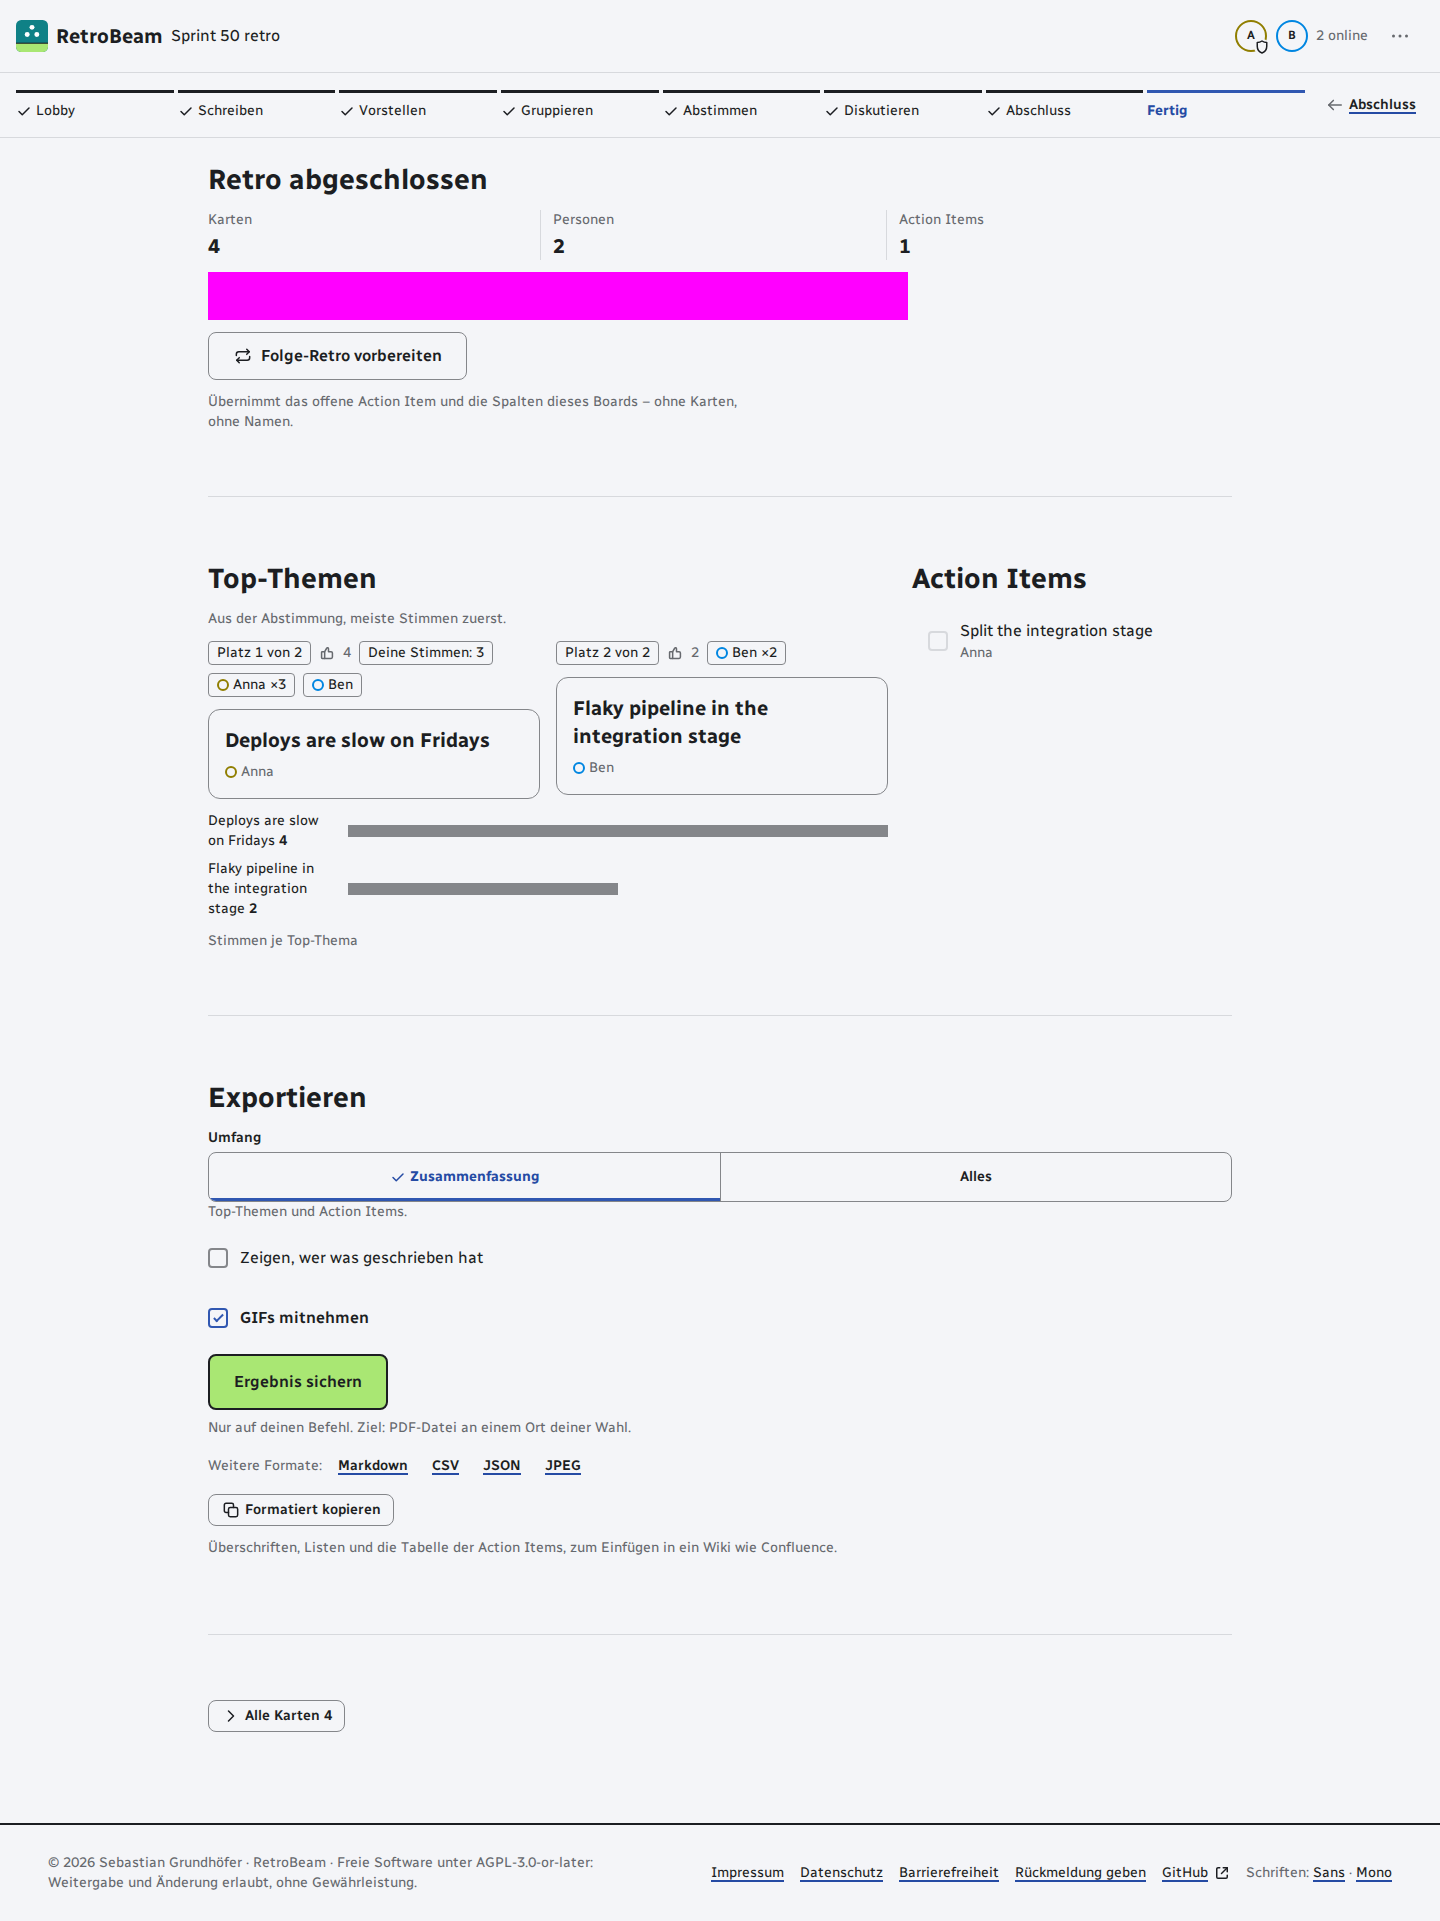 RetroBeam Sprint 50 retro
A B 2 online
Lobby
Schreiben
Vorstellen
Gruppieren
Abstimmen
Diskutieren
Abschluss
Fertig
Abschluss
Retro abgeschlossen
Karten
4
Personen
2
Action Items
1
Folge-Retro vorbereiten
Übernimmt das offene Action Item und die Spalten dieses Boards – ohne Karten,
ohne Namen.
Top-Themen
Aus der Abstimmung, meiste Stimmen zuerst.
Platz 1 von 2 4 Deine Stimmen: 3
Anna ×3 Ben
Deploys are slow on Fridays
Anna
Platz 2 von 2 2 Ben ×2
Flaky pipeline in the
integration stage
Ben
Deploys are slow
on Fridays 4
Flaky pipeline in
the integration
stage 2
Stimmen je Top-Thema
Action Items
Split the integration stage
Anna
Exportieren
Umfang
Zusammenfassung
Alles
Top-Themen und Action Items.
Zeigen, wer was geschrieben hat
GIFs mitnehmen
Ergebnis sichern
Nur auf deinen Befehl. Ziel: PDF-Datei an einem Ort deiner Wahl.
Weitere Formate: Markdown CSV JSON JPEG
Formatiert kopieren
Überschriften, Listen und die Tabelle der Action Items, zum Einfügen in ein Wiki wie Confluence.
Alle Karten 4
© 2026 Sebastian Grundhöfer · RetroBeam · Freie Software unter AGPL-3.0-or-later:
Weitergabe und Änderung erlaubt, ohne Gewährleistung.
Impressum Datenschutz Barrierefreiheit Rückmeldung geben GitHub Schriften: Sans · Mono